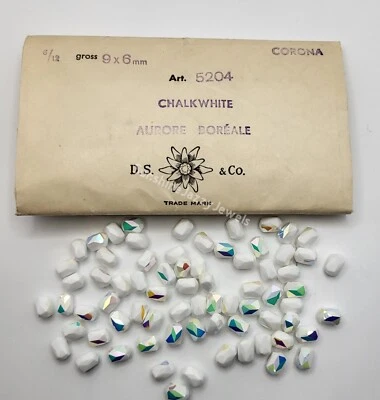 6/12 gross 9 x 6 mm CORONA
Art. 5204
CHALKWHITE
AURORE BORÉALE
D.S. & Co.
TRADE MARK